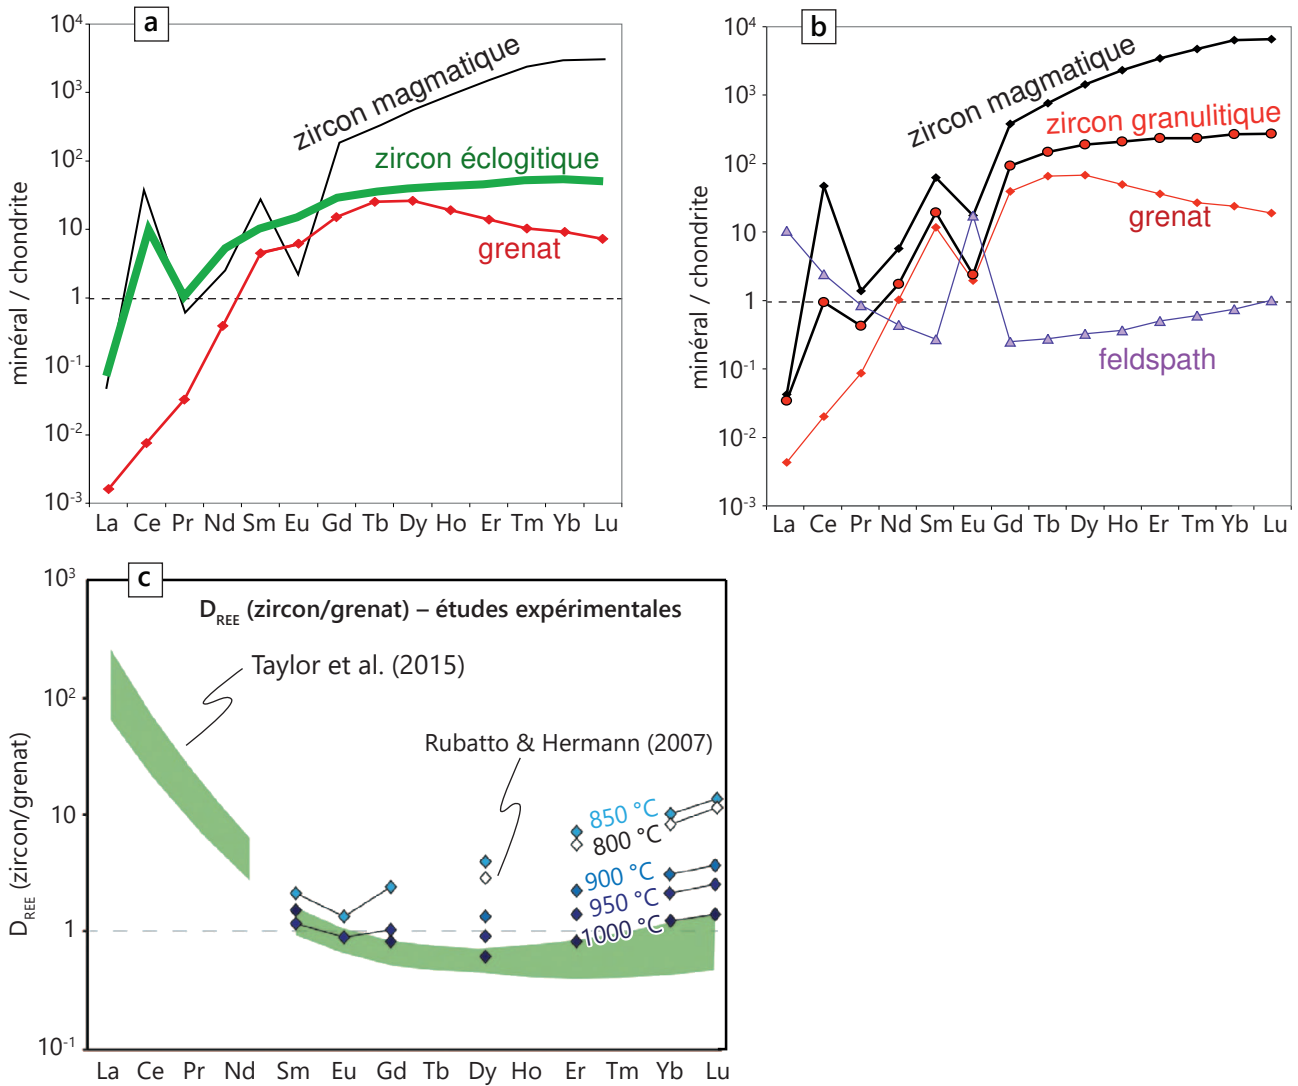 a
10⁴
10³
10²
10
1
10⁻¹
10⁻²
10⁻³
minéral / chondrite
zircon magmatique
zircon éclogitique
grenat
La Ce Pr Nd Sm Eu Gd Tb Dy Ho Er Tm Yb Lu
b
10⁴
10³
10²
10
1
10⁻¹
10⁻²
10⁻³
minéral / chondrite
zircon magmatique
zircon granulitique
grenat
feldspath
La Ce Pr Nd Sm Eu Gd Tb Dy Ho Er Tm Yb Lu
c
10³
10²
10
1
10⁻¹
D_REE (zircon/grenat)
D_REE (zircon/grenat) – études expérimentales
Taylor et al. (2015)
Rubatto & Hermann (2007)
850 °C
800 °C
900 °C
950 °C
1000 °C
La Ce Pr Nd Sm Eu Gd Tb Dy Ho Er Tm Yb Lu